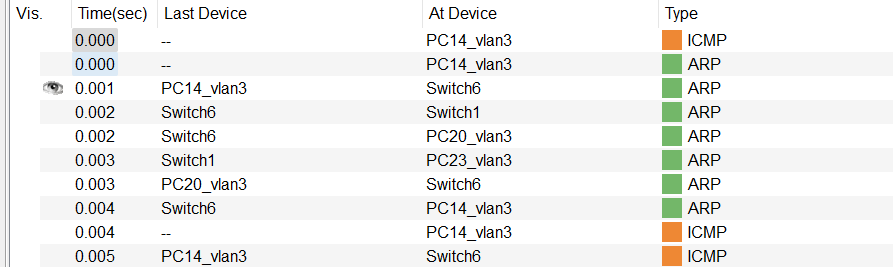 Vis. Time(sec) Last Device At Device Type
0.000 -- PC14_vlan3 ICMP
0.000 -- PC14_vlan3 ARP
0.001 PC14_vlan3 Switch6 ARP
0.002 Switch6 Switch1 ARP
0.002 Switch6 PC20_vlan3 ARP
0.003 Switch1 PC23_vlan3 ARP
0.003 PC20_vlan3 Switch6 ARP
0.004 Switch6 PC14_vlan3 ARP
0.004 -- PC14_vlan3 ICMP
0.005 PC14_vlan3 Switch6 ICMP